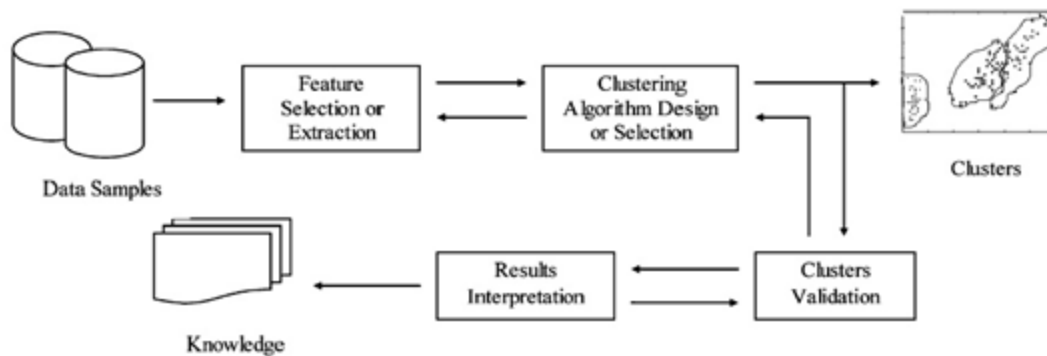 Feature
Selection or
Extraction
Clustering
Algorithm Design
or Selection
Clusters
Data Samples
Results
Interpretation
Clusters
Validation
Knowledge